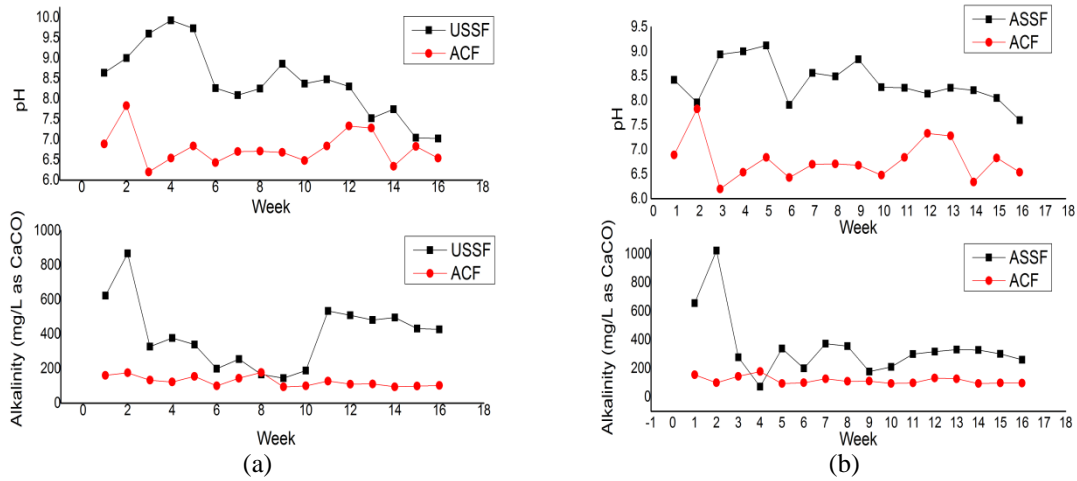 10.0
9.5
9.0
8.5
8.0
7.5
7.0
6.5
6.0
pH
USSF
ACF
0 2 4 6 8 10 12 14 16 18
Week
1000
800
600
400
200
0
Alkalinity (mg/L as CaCO)
USSF
ACF
0 2 4 6 8 10 12 14 16 18
Week
(a)
9.5
9.0
8.5
8.0
7.5
7.0
6.5
6.0
pH
ASSF
ACF
0 1 2 3 4 5 6 7 8 9 10 11 12 13 14 15 16 17 18
Week
1000
800
600
400
200
0
Alkalinity (mg/L as CaCO)
ASSF
ACF
-1 0 1 2 3 4 5 6 7 8 9 10 11 12 13 14 15 16 17 18
Week
(b)